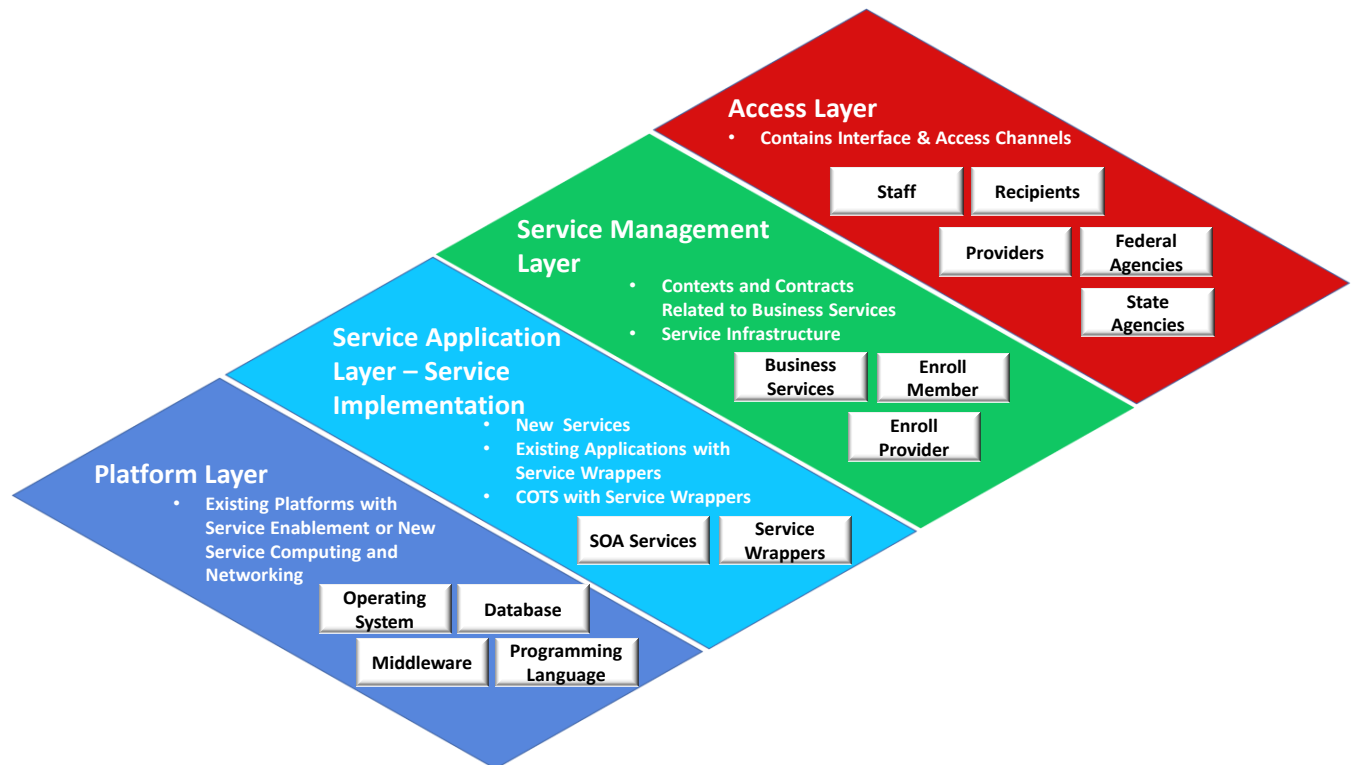 Access Layer
• Contains Interface & Access Channels
Staff
Recipients
Providers
Federal
Agencies
State
Agencies
Service Management
Layer
• Contexts and Contracts
Related to Business Services
• Service Infrastructure
Business
Services
Enroll
Member
Enroll
Provider
Service Application
Layer – Service
Implementation
• New Services
• Existing Applications with
Service Wrappers
• COTS with Service Wrappers
SOA Services
Service
Wrappers
Platform Layer
• Existing Platforms with
Service Enablement or New
Service Computing and
Networking
Operating
System
Database
Middleware
Programming
Language